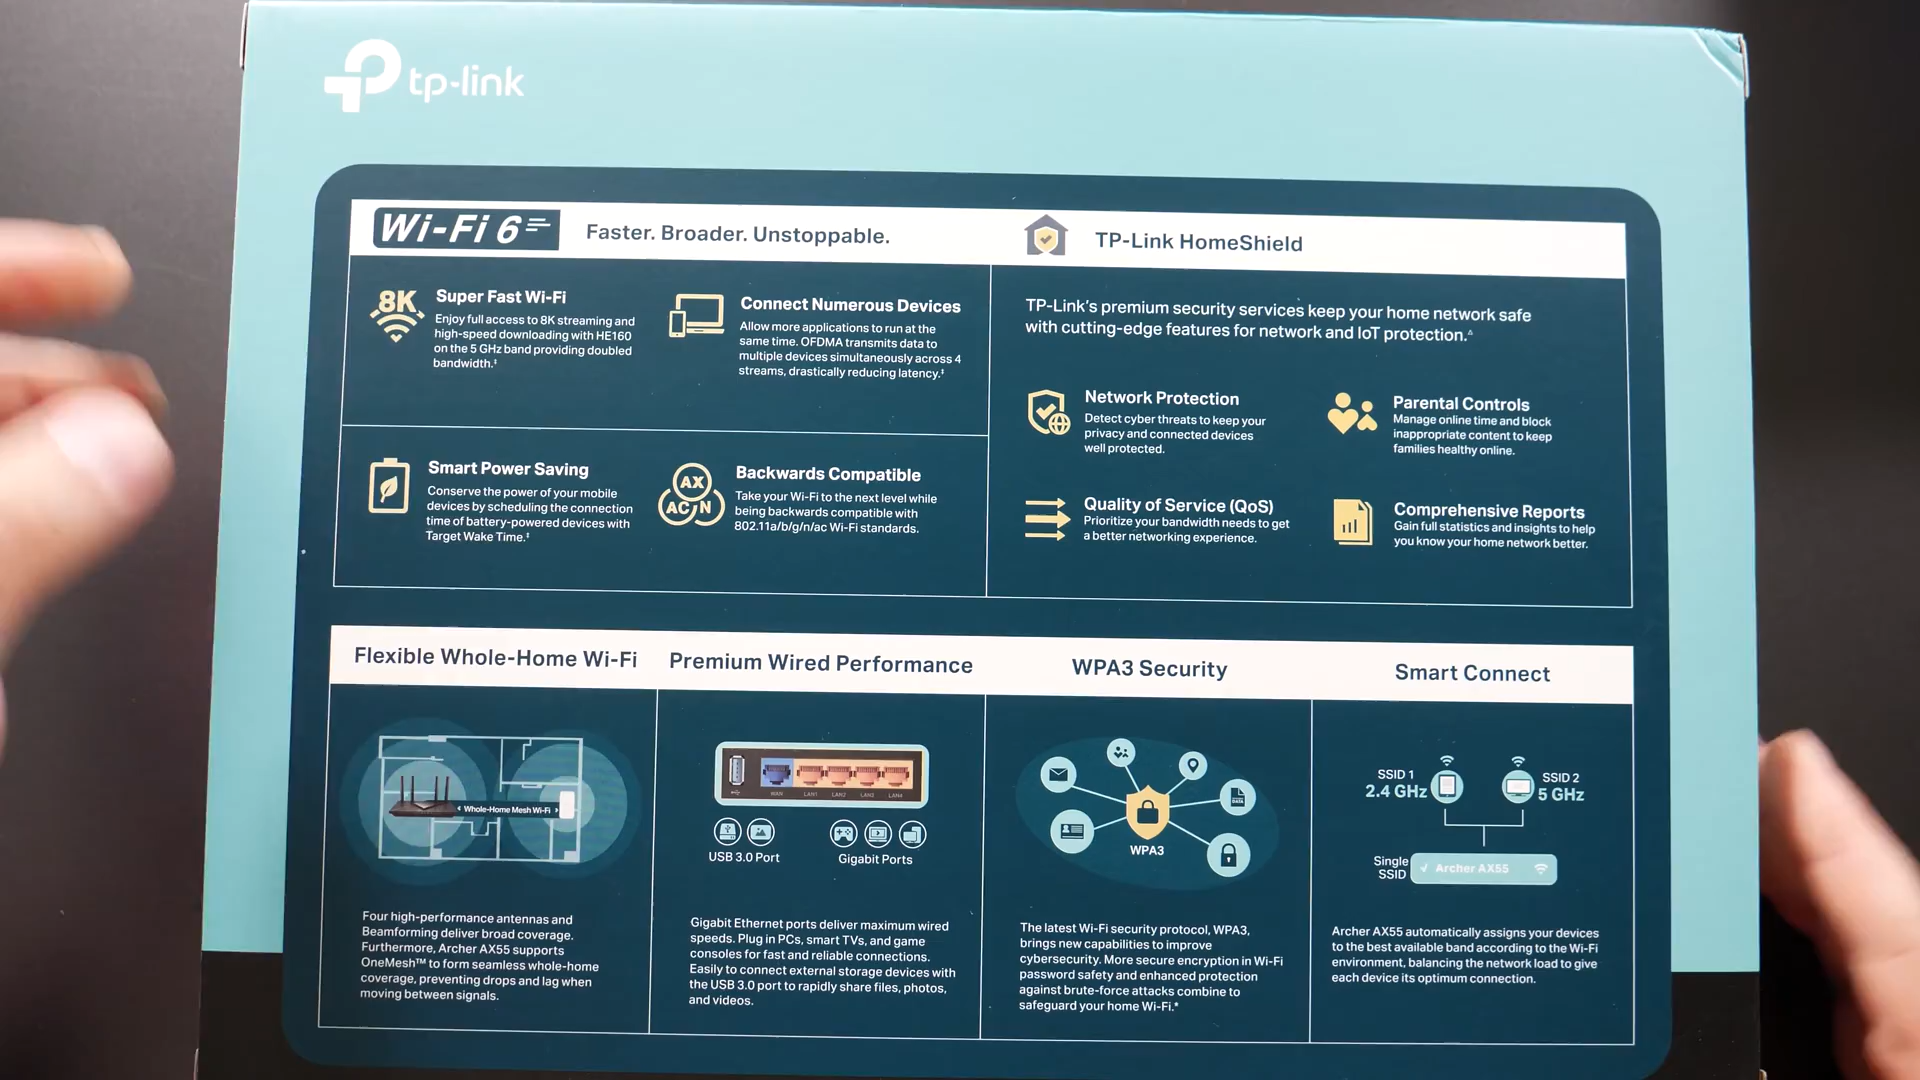 tp-link
Wi-Fi 6
Faster. Broader. Unstoppable.
TP-Link HomeShield
8K
Super Fast Wi-Fi
Enjoy full access to 8K streaming and
high-speed downloading with HE160
on the 5 GHz band providing doubled
bandwidth.‡
Connect Numerous Devices
Allow more applications to run at the
same time. OFDMA transmits data to
multiple devices simultaneously across 4
streams, drastically reducing latency.‡
Smart Power Saving
Conserve the power of your mobile
devices by scheduling the connection
time of battery-powered devices with
Target Wake Time.‡
AX
AC N
Backwards Compatible
Take your Wi-Fi to the next level while
being backwards compatible with
802.11a/b/g/n/ac Wi-Fi standards.
TP-Link's premium security services keep your home network safe
with cutting-edge features for network and IoT protection.△
Network Protection
Detect cyber threats to keep your
privacy and connected devices
well protected.
Parental Controls
Manage online time and block
inappropriate content to keep
families healthy online.
Quality of Service (QoS)
Prioritize your bandwidth needs to get
a better networking experience.
Comprehensive Reports
Gain full statistics and insights to help
you know your home network better.
Flexible Whole-Home Wi-Fi
Whole-Home Mesh Wi-Fi
Four high-performance antennas and
Beamforming deliver broad coverage.
Furthermore, Archer AX55 supports
OneMesh™ to form seamless whole-home
coverage, preventing drops and lag when
moving between signals.
Premium Wired Performance
WAN LAN1 LAN2 LAN3 LAN4
USB 3.0 Port
Gigabit Ports
Gigabit Ethernet ports deliver maximum wired
speeds. Plug in PCs, smart TVs, and game
consoles for fast and reliable connections.
Easily to connect external storage devices with
the USB 3.0 port to rapidly share files, photos,
and videos.
WPA3 Security
DATA
WPA3
The latest Wi-Fi security protocol, WPA3,
brings new capabilities to improve
cybersecurity. More secure encryption in Wi-Fi
password safety and enhanced protection
against brute-force attacks combine to
safeguard your home Wi-Fi.*
Smart Connect
SSID 1
2.4 GHz
SSID 2
5 GHz
Single
SSID
Archer AX55
Archer AX55 automatically assigns your devices
to the best available band according to the Wi-Fi
environment, balancing the network load to give
each device its optimum connection.